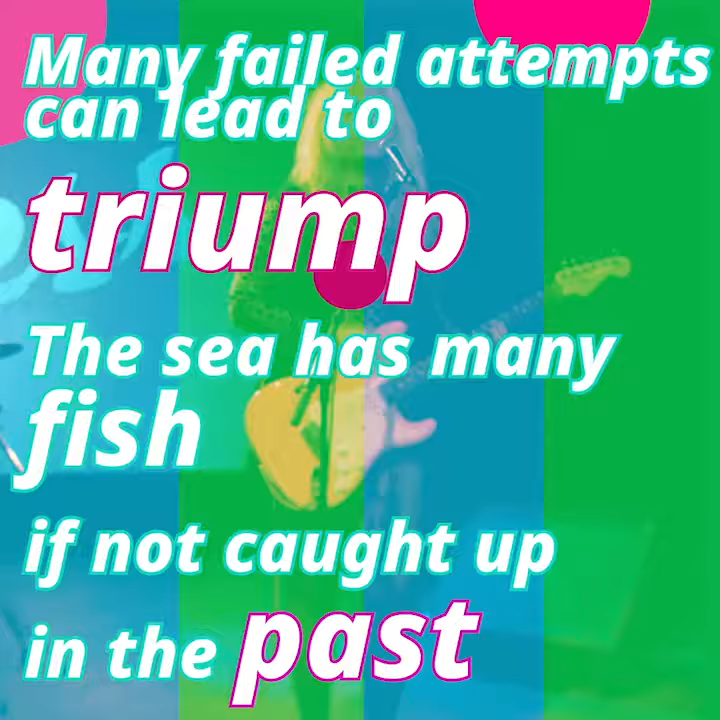 Many failed attempts
can lead to
triump
The sea has many
fish
if not caught up
in the past